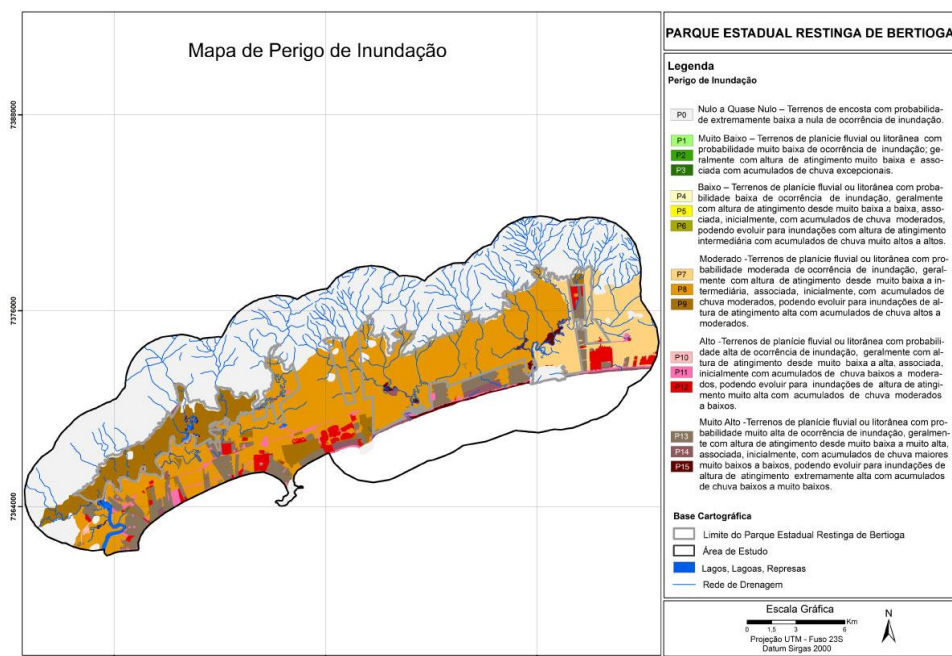 Mapa de Perigo de Inundação
7388000
7376000
7364000
PARQUE ESTADUAL RESTINGA DE BERTIOGA
Legenda
Perigo de Inundação
P0
Nulo a Quase Nulo – Terrenos de encosta com probabilida-
de extremamente baixa a nula de ocorrência de inundação.
P1
P2
P3
Muito Baixo – Terrenos de planície fluvial ou litorânea com
probabilidade muito baixa de ocorrência de inundação; ge-
ralmente com altura de atingimento muito baixa e asso-
ciada com acumulados de chuva excepcionais.
P4
P5
P6
Baixo – Terrenos de planície fluvial ou litorânea com proba-
bilidade baixa de ocorrência de inundação, geralmente
com altura de atingimento desde muito baixa a baixa, asso-
ciada, inicialmente, com acumulados de chuva moderados,
podendo evoluir para inundações com altura de atingimento
intermediária com acumulados de chuva muito altos a altos.
P7
P8
P9
Moderado -Terrenos de planície fluvial ou litorânea com pro-
babilidade moderada de ocorrência de inundação, geral-
mente com altura de atingimento desde muito baixa a in-
termediária, associada, inicialmente, com acumulados de
chuva moderados, podendo evoluir para inundações de al-
tura de atingimento alta com acumulados de chuva altos a
moderados.
P10
P11
P12
Alto -Terrenos de planície fluvial ou litorânea com probabili-
dade alta de ocorrência de inundação, geralmente com al-
tura de atingimento desde muito baixa a alta, associada,
inicialmente com acumulados de chuva baixos a modera-
dos, podendo evoluir para inundações de altura de atingi-
mento muito alta com acumulados de chuva moderados
a baixos.
P13
P14
P15
Muito Alto -Terrenos de planície fluvial ou litorânea com pro-
babilidade muito alta de ocorrência de inundação, geralmen-
te com altura de atingimento desde muito baixa a muito alta,
associada, inicialmente, com acumulados de chuva maiores
muito baixos a baixos, podendo evoluir para inundações de
altura de atingimento extremamente alta com acumulados
de chuva baixos a muito baixos.
Base Cartográfica
Limite do Parque Estadual Restinga de Bertioga
Área de Estudo
Lagos, Lagoas, Represas
Rede de Drenagem
Escala Gráfica
0 1,5 3 6 Km
Projeção UTM - Fuso 23S
Datum Sirgas 2000
N